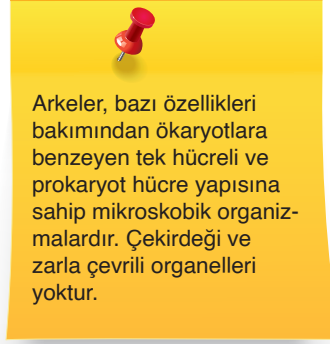 Arkeler, bazı özellikleri
bakımından ökaryotlara
benzeyen tek hücreli ve
prokaryot hücre yapısına
sahip mikroskobik organiz-
malardır. Çekirdeği ve
zarla çevrili organelleri
yoktur.